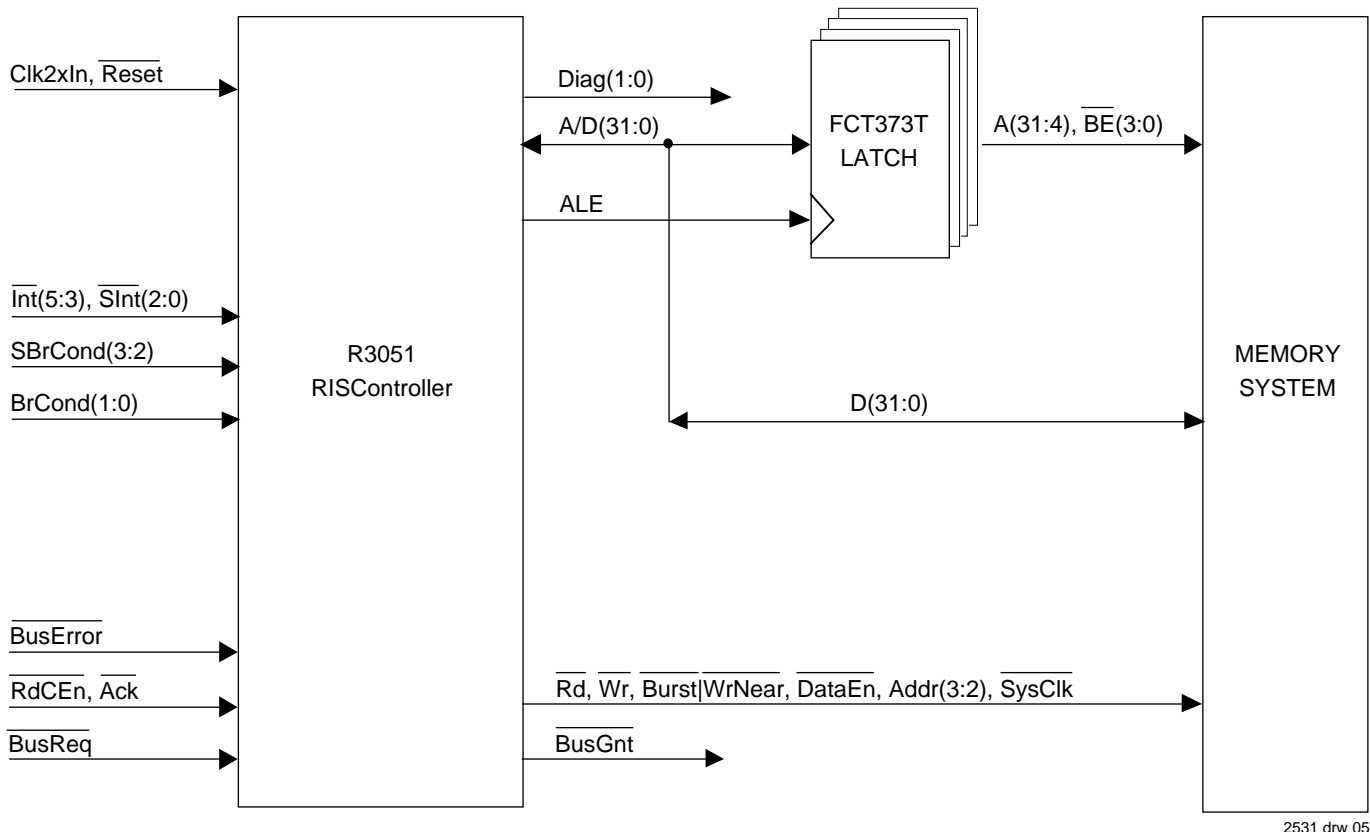 Clk2xIn, Reset
Diag(1:0)
A/D(31:0)
FCT373T
LATCH
A(31:4), BE(3:0)
ALE
Int(5:3), SInt(2:0)
SBrCond(3:2)
BrCond(1:0)
R3051
RISController
D(31:0)
MEMORY
SYSTEM
BusError
RdCEn, Ack
BusReq
Rd, Wr, Burst|WrNear, DataEn, Addr(3:2), SysClk
BusGnt
2531 drw 05